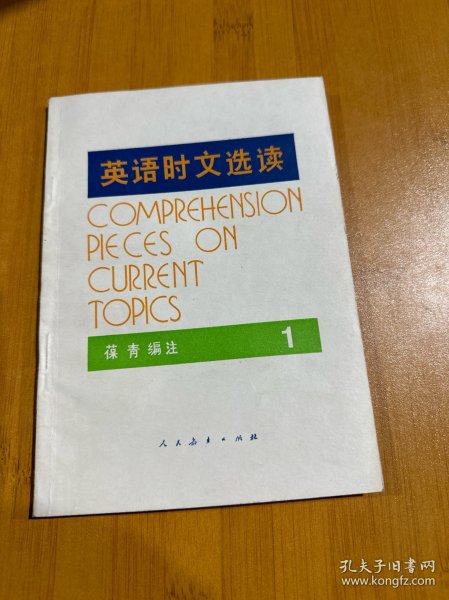 英语时文选读
COMPREHENSION
PIECES ON
CURRENT
TOPICS
葆青编注 1
人民教育出版社
孔夫子旧书网
www.kongfz.com